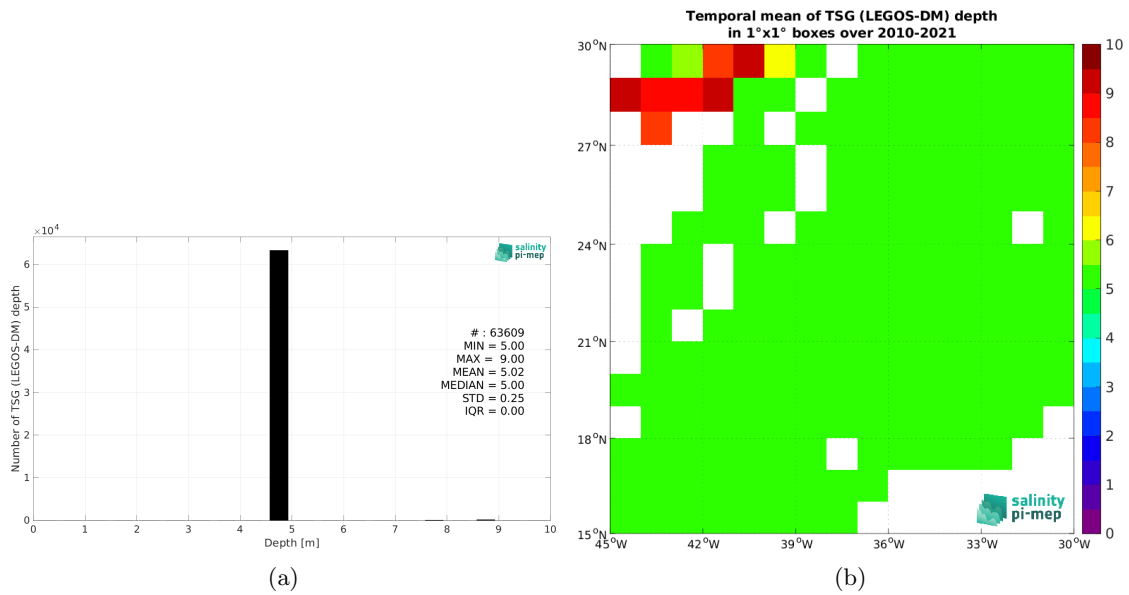 ×10⁴
6
5
4
3
2
1
0
Number of TSG (LEGOS-DM) depth
salinity
pi-mep
# : 63609
MIN = 5.00
MAX = 9.00
MEAN = 5.02
MEDIAN = 5.00
STD = 0.25
IQR = 0.00
0 1 2 3 4 5 6 7 8 9 10
Depth [m]
(a)
Temporal mean of TSG (LEGOS-DM) depth
in 1°x1° boxes over 2010-2021
30°N
27°N
24°N
21°N
18°N
15°N
45°W 42°W 39°W 36°W 33°W 30°W
salinity
pi-mep
10
9
8
7
6
5
4
3
2
1
0
(b)